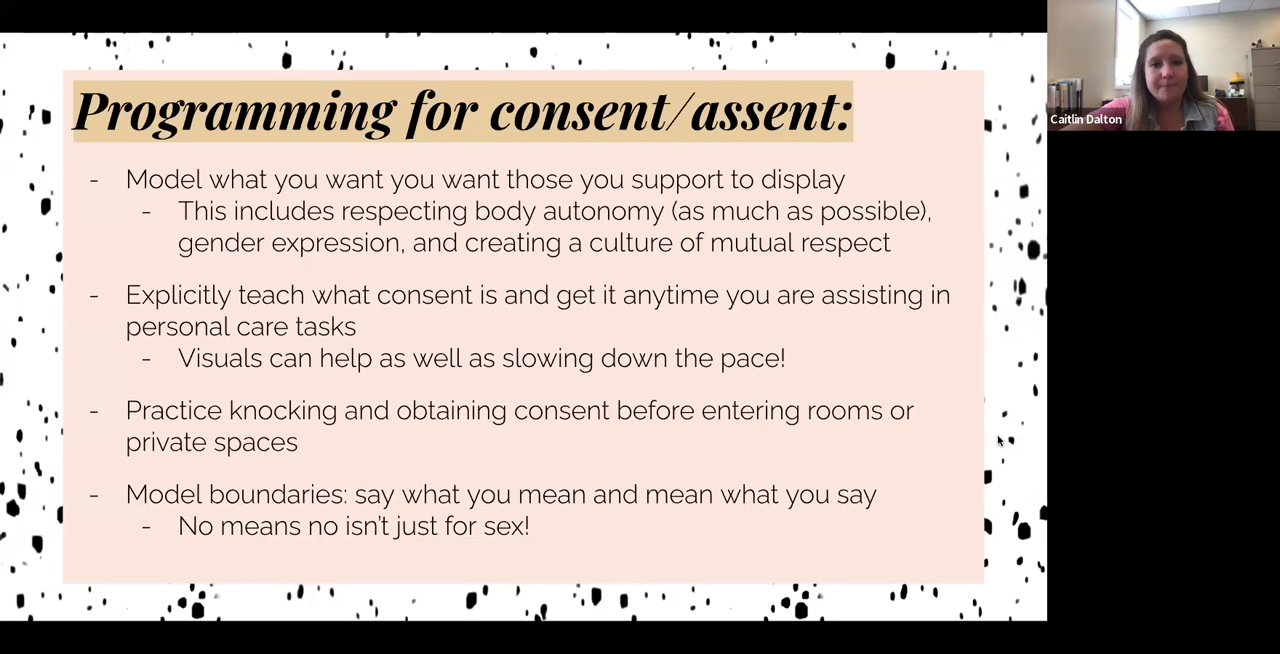 Programming for consent/assent:
- Model what you want you want those you support to display
- This includes respecting body autonomy (as much as possible),
gender expression, and creating a culture of mutual respect
- Explicitly teach what consent is and get it anytime you are assisting in
personal care tasks
- Visuals can help as well as slowing down the pace!
- Practice knocking and obtaining consent before entering rooms or
private spaces
- Model boundaries: say what you mean and mean what you say
- No means no isn't just for sex!
Caitlin Dalton